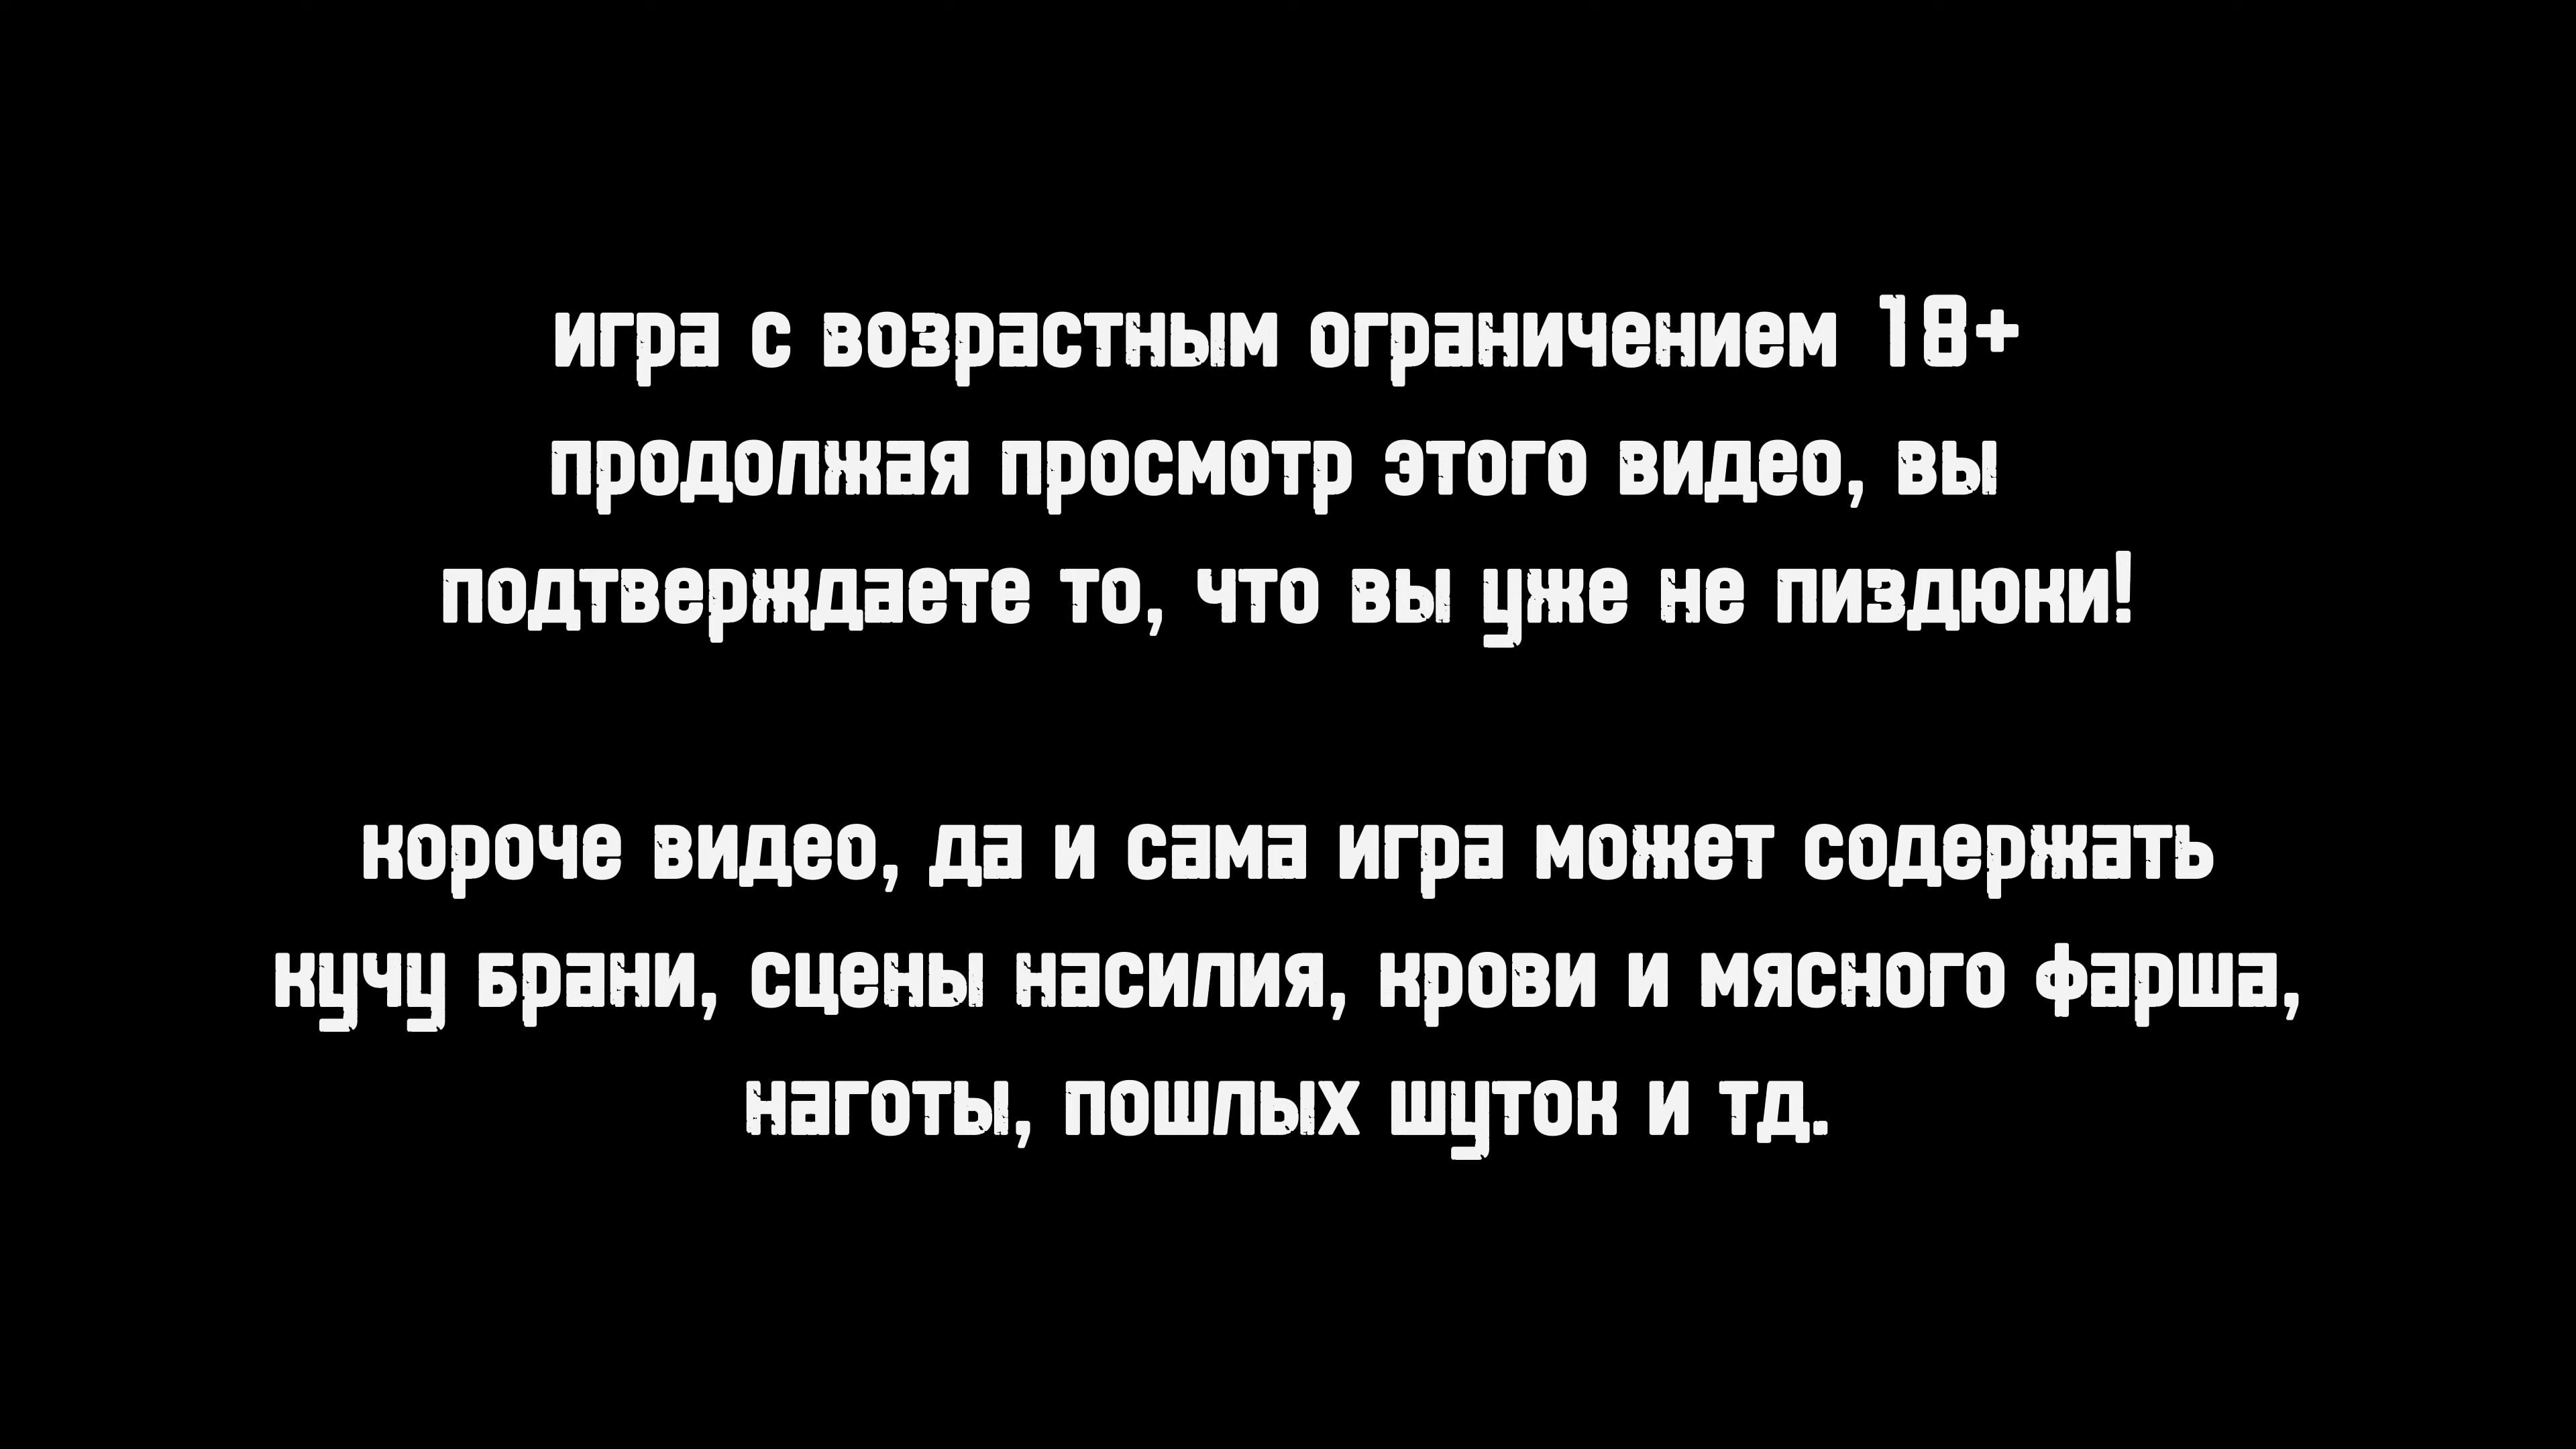 игра с возрастным ограничением 18+
продолжая просмотр этого видео, вы
подтверждаете то, что вы уже не пиздюки!
короче видео, да и сама игра может содержать
кучу брани, сцены насилия, крови и мясного фарша,
наготы, пошлых шуток и тд.